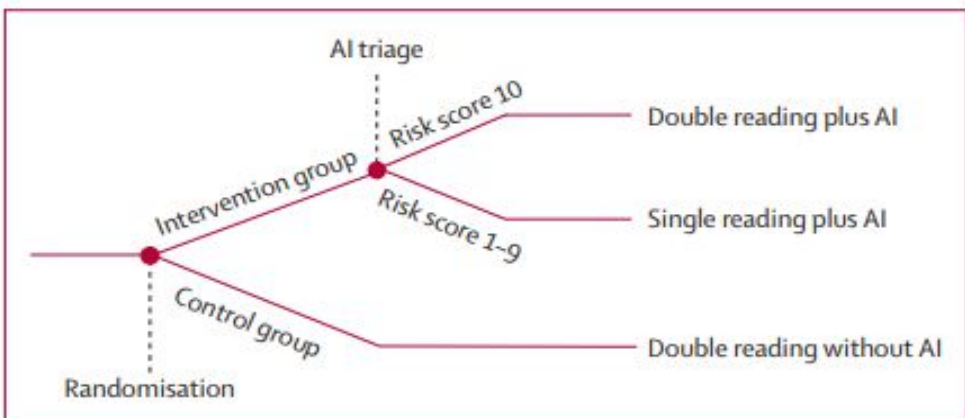 AI triage
Risk score 10
Double reading plus AI
Intervention group
Risk score 1–9
Single reading plus AI
Control group
Double reading without AI
Randomisation